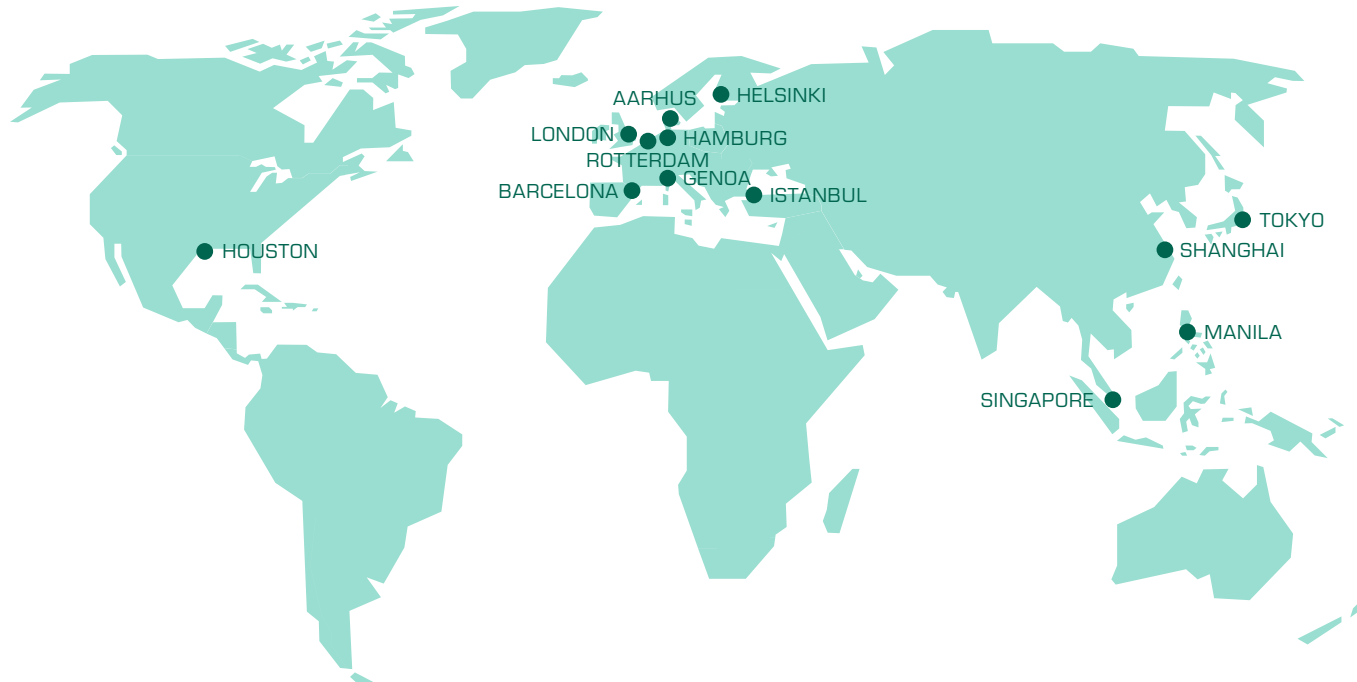 AARHUS
HELSINKI
LONDON
HAMBURG
ROTTERDAM
GENOA
BARCELONA
ISTANBUL
TOKYO
HOUSTON
SHANGHAI
MANILA
SINGAPORE